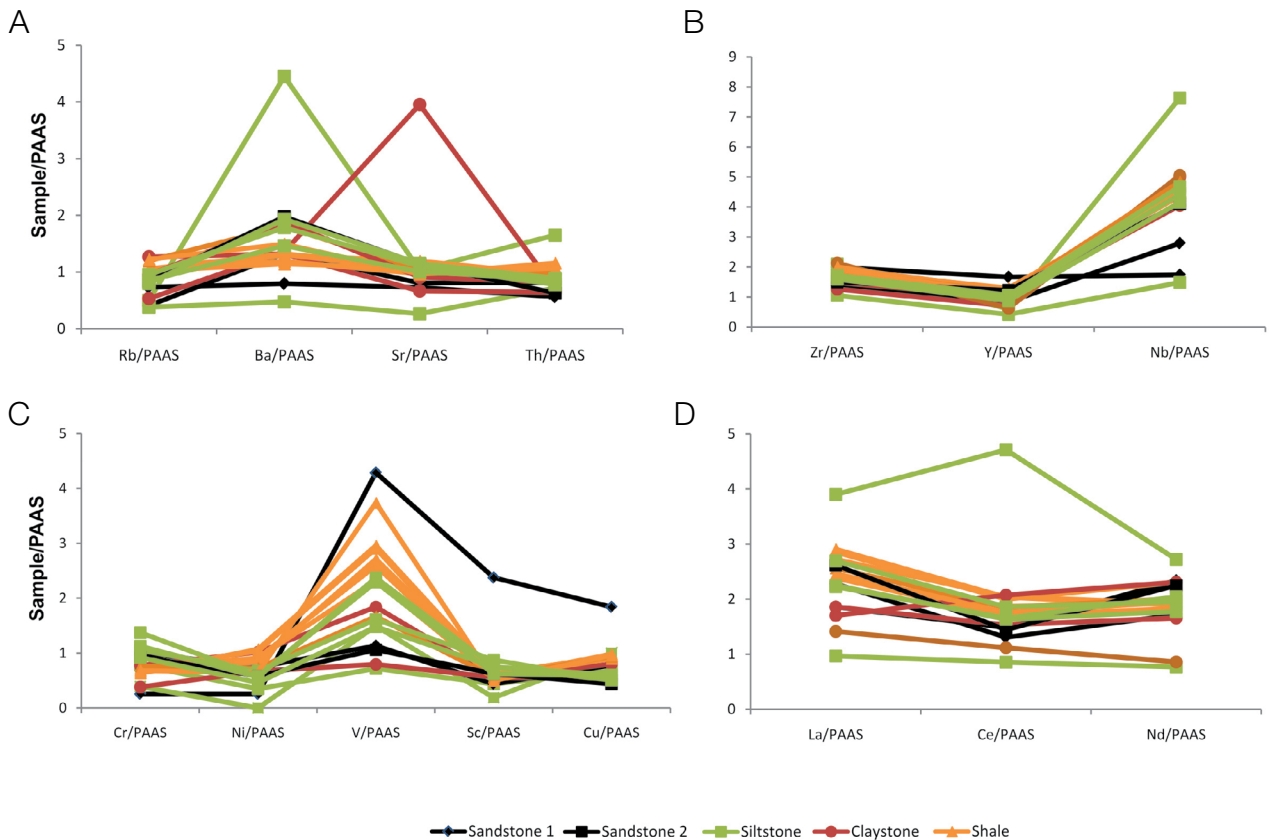 A
5
4
3
2
1
0
Sample/PAAS
Rb/PAAS Ba/PAAS Sr/PAAS Th/PAAS
B
9
8
7
6
5
4
3
2
1
0
Zr/PAAS Y/PAAS Nb/PAAS
C
5
4
3
2
1
0
Sample/PAAS
Cr/PAAS Ni/PAAS V/PAAS Sc/PAAS Cu/PAAS
D
5
4
3
2
1
0
La/PAAS Ce/PAAS Nd/PAAS
Sandstone 1 Sandstone 2 Siltstone Claystone Shale